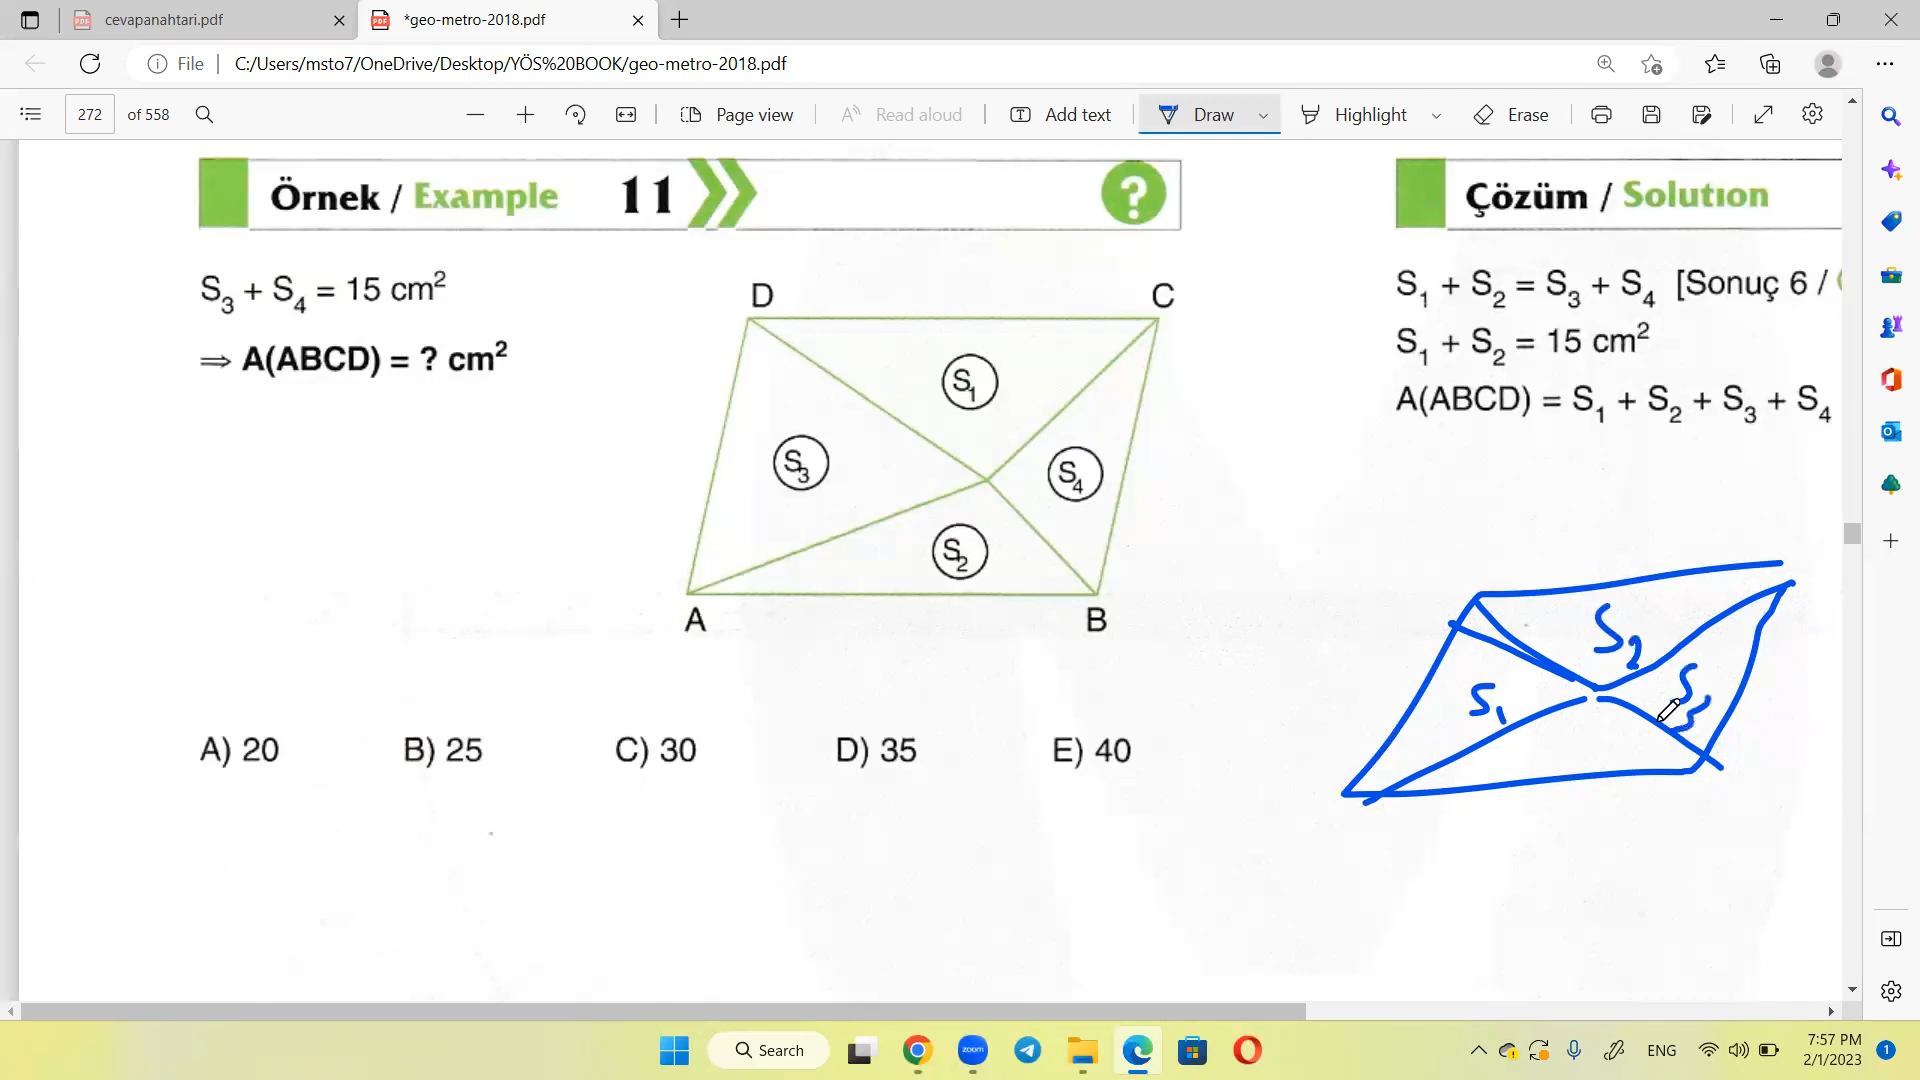 cevapanahtari.pdf
*geo-metro-2018.pdf
File
C:/Users/msto7/OneDrive/Desktop/YÖS%20BOOK/geo-metro-2018.pdf
272 of 558
Page view
Read aloud
Add text
Draw
Highlight
Erase
Örnek / Example 11
?
Çözüm / Solution
S3 + S4 = 15 cm²
⇒ A(ABCD) = ? cm²
D
C
S1
S3
S4
S2
A
B
A) 20 B) 25 C) 30 D) 35 E) 40
S1 + S2 = S3 + S4 [Sonuç 6 /
S1 + S2 = 15 cm²
A(ABCD) = S1 + S2 + S3 + S4
S2
S1
S3
Search
zoom
ENG
7:57 PM
2/1/2023
1